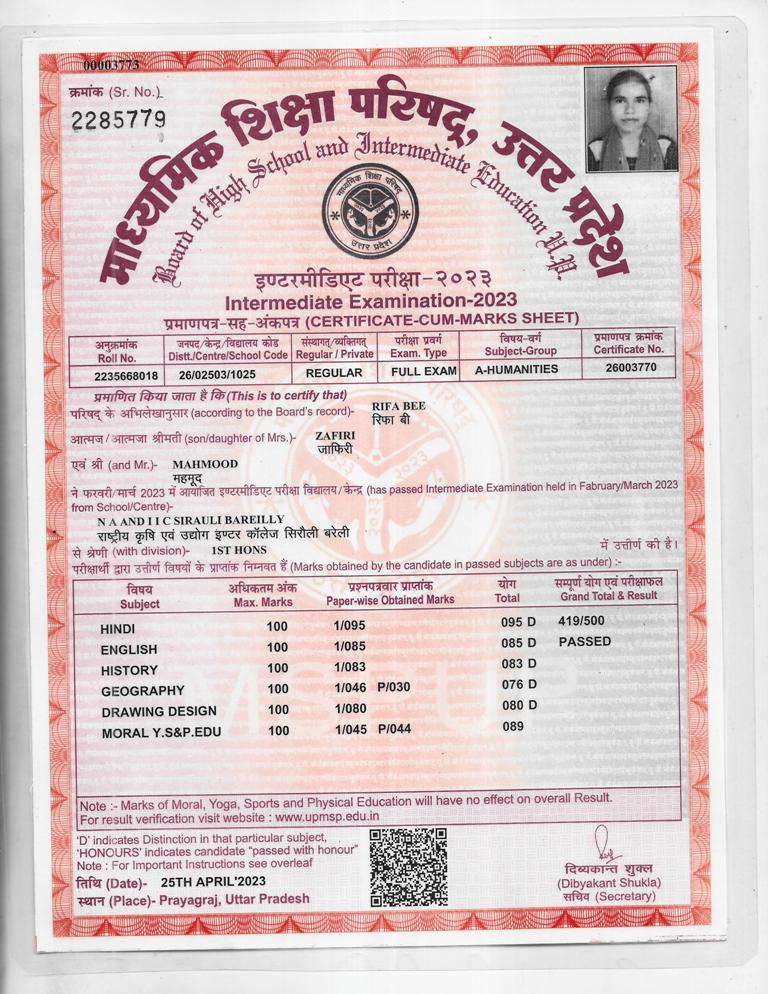 00003773
क्रमांक (Sr. No.)
2285779
माध्यमिक शिक्षा परिषद्, उत्तर प्रदेश
Board of High School and Intermediate Education U.P.
माध्यमिक शिक्षा परिषद्
उत्तर प्रदेश
इण्टरमीडिएट परीक्षा-२०२३
Intermediate Examination-2023
प्रमाणपत्र-सह-अंकपत्र (CERTIFICATE-CUM-MARKS SHEET)
अनुक्रमांक जनपद/केन्द्र/विद्यालय कोड संस्थागत/व्यक्तिगत् परीक्षा प्रवर्ग विषय-वर्ग प्रमाणपत्र क्रमांक
Roll No. Distt./Centre/School Code Regular / Private Exam. Type Subject-Group Certificate No.
2235668018 26/02503/1025 REGULAR FULL EXAM A-HUMANITIES 26003770
प्रमाणित किया जाता है कि (This is to certify that)
परिषद् के अभिलेखानुसार (according to the Board's record)- RIFA BEE
रिफा बी
आत्मज/आत्मजा श्रीमती (son/daughter of Mrs.)- ZAFIRI
जाफिरी
एवं श्री (and Mr.)- MAHMOOD
महमूद
ने फरवरी/मार्च 2023 में आयोजित इण्टरमीडिएट परीक्षा विद्यालय/केन्द्र (has passed Intermediate Examination held in Fabruary/March 2023
from School/Centre)-
N A AND I I C SIRAULI BAREILLY
राष्ट्रीय कृषि एवं उद्योग इण्टर कॉलेज सिरौली बरेली
से श्रेणी (with division)- 1ST HONS में उत्तीर्ण की है।
परीक्षार्थी द्वारा उत्तीर्ण विषयों के प्राप्तांक निम्नवत हैं (Marks obtained by the candidate in passed subjects are as under) :-
विषय अधिकतम अंक प्रश्नपत्रवार प्राप्तांक योग सम्पूर्ण योग एवं परीक्षाफल
Subject Max. Marks Paper-wise Obtained Marks Total Grand Total & Result
HINDI 100 1/095 095 D 419/500
ENGLISH 100 1/085 085 D PASSED
HISTORY 100 1/083 083 D
GEOGRAPHY 100 1/046 P/030 076 D
DRAWING DESIGN 100 1/080 080 D
MORAL Y.S&P.EDU 100 1/045 P/044 089
Note :- Marks of Moral, Yoga, Sports and Physical Education will have no effect on overall Result.
For result verification visit website : www.upmsp.edu.in
'D' indicates Distinction in that particular subject,
'HONOURS' indicates candidate "passed with honour"
Note : For Important Instructions see overleaf
तिथि (Date)- 25TH APRIL'2023
स्थान (Place)- Prayagraj, Uttar Pradesh
दिव्यकान्त शुक्ल
(Dibyakant Shukla)
सचिव (Secretary)